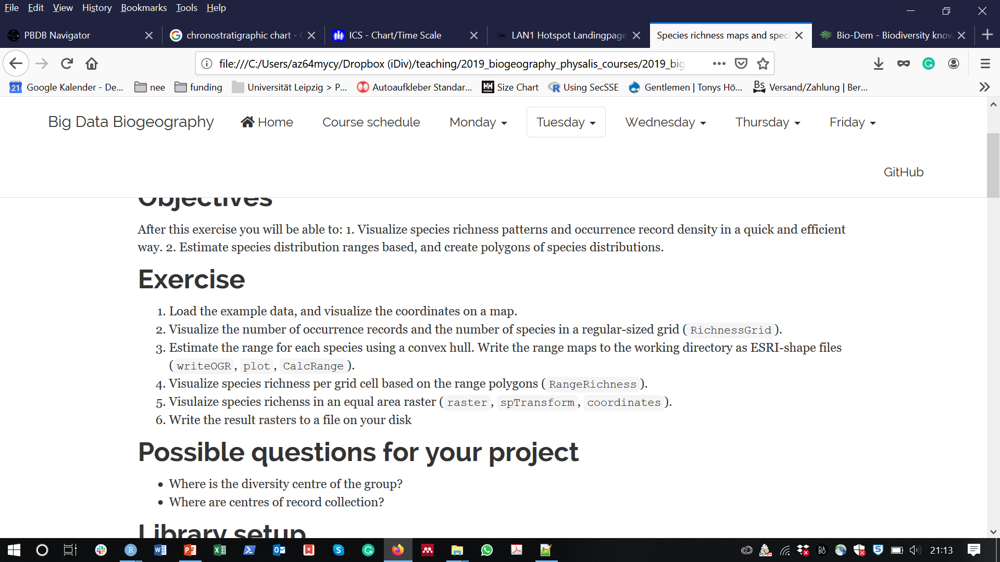 File Edit View History Bookmarks Tools Help
PBDB Navigator
chronostratigraphic chart -
ICS - Chart/Time Scale
LAN1 Hotspot Landingpage
Species richness maps and speci
Bio-Dem - Biodiversity know
file:///C:/Users/az64mycy/Dropbox (iDiv)/teaching/2019_biogeography_physalis_courses/2019_big
21 Google Kalender - De... nee funding Universität Leipzig > P... Autoaufkleber Standar... HH Size Chart Using SecSSE Gentlemen | Tonys Hö... Bs Versand/Zahlung | Ber...
Big Data Biogeography Home Course schedule Monday Tuesday Wednesday Thursday Friday
GitHub
Objectives
After this exercise you will be able to: 1. Visualize species richness patterns and occurrence record density in a quick and efficient
way. 2. Estimate species distribution ranges based, and create polygons of species distributions.
Exercise
1. Load the example data, and visualize the coordinates on a map.
2. Visualize the number of occurrence records and the number of species in a regular-sized grid ( RichnessGrid ).
3. Estimate the range for each species using a convex hull. Write the range maps to the working directory as ESRI-shape files
( writeOGR , plot , CalcRange ).
4. Visualize species richness per grid cell based on the range polygons ( RangeRichness ).
5. Visulaize species richenss in an equal area raster ( raster , spTransform , coordinates ).
6. Write the result rasters to a file on your disk
Possible questions for your project
• Where is the diversity centre of the group?
• Where are centres of record collection?
Library setup
21:13